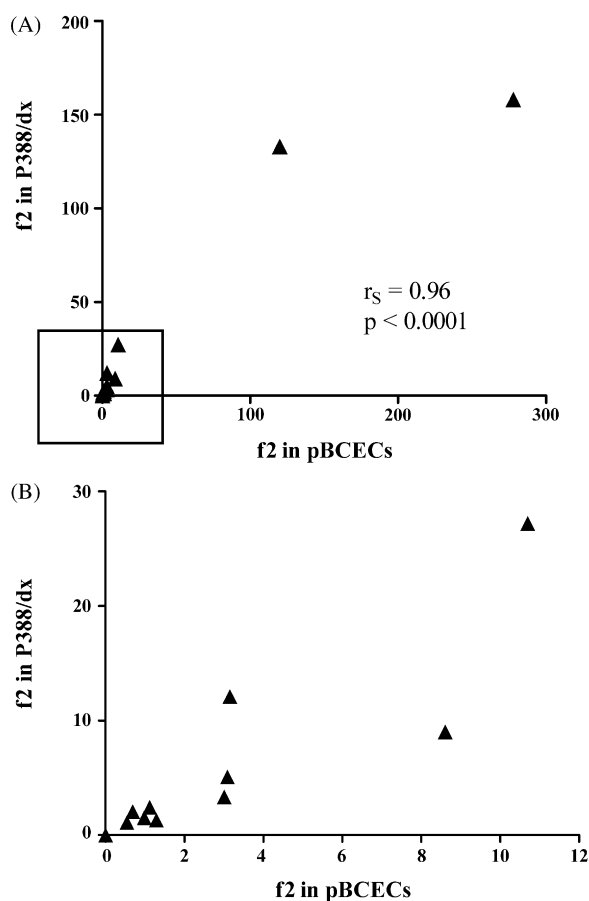 (A)
200
150
100
50
0
f2 in P388/dx
rS = 0.96
p < 0.0001
0 100 200 300
f2 in pBCECs
(B)
30
20
10
0
f2 in P388/dx
0 2 4 6 8 10 12
f2 in pBCECs